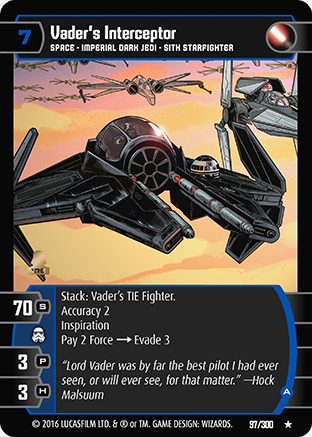 7
Vader's Interceptor
SPACE • IMPERIAL DARK JEDI • SITH STARFIGHTER
70 S
3 P
3 H
Stack: Vader's TIE Fighter.
Accuracy 2
Inspiration
Pay 2 Force → Evade 3
"Lord Vader was by far the best pilot I had ever
seen, or will ever see, for that matter." —Hock
Malsuum
A
© 2016 LUCASFILM LTD. & ® or TM. GAME DESIGN: WIZARDS.
97/300 ★